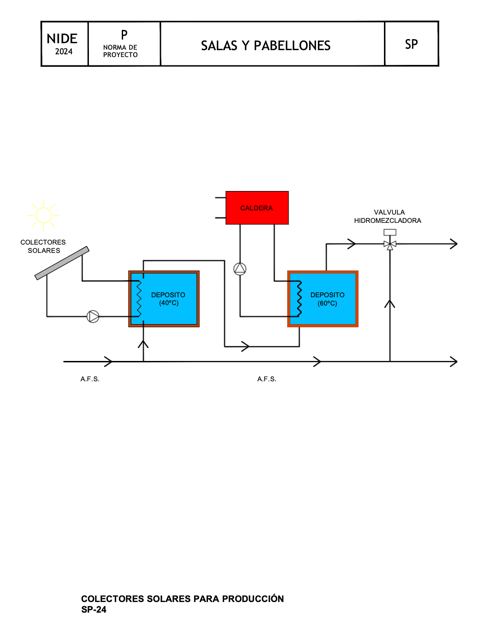 NIDE
2024
P
NORMA DE
PROYECTO
SALAS Y PABELLONES
SP
CALDERA
VALVULA
HIDROMEZCLADORA
COLECTORES
SOLARES
DEPOSITO
(40ºC)
DEPOSITO
(60ºC)
A.F.S.
A.F.S.
COLECTORES SOLARES PARA PRODUCCIÓN
SP-24